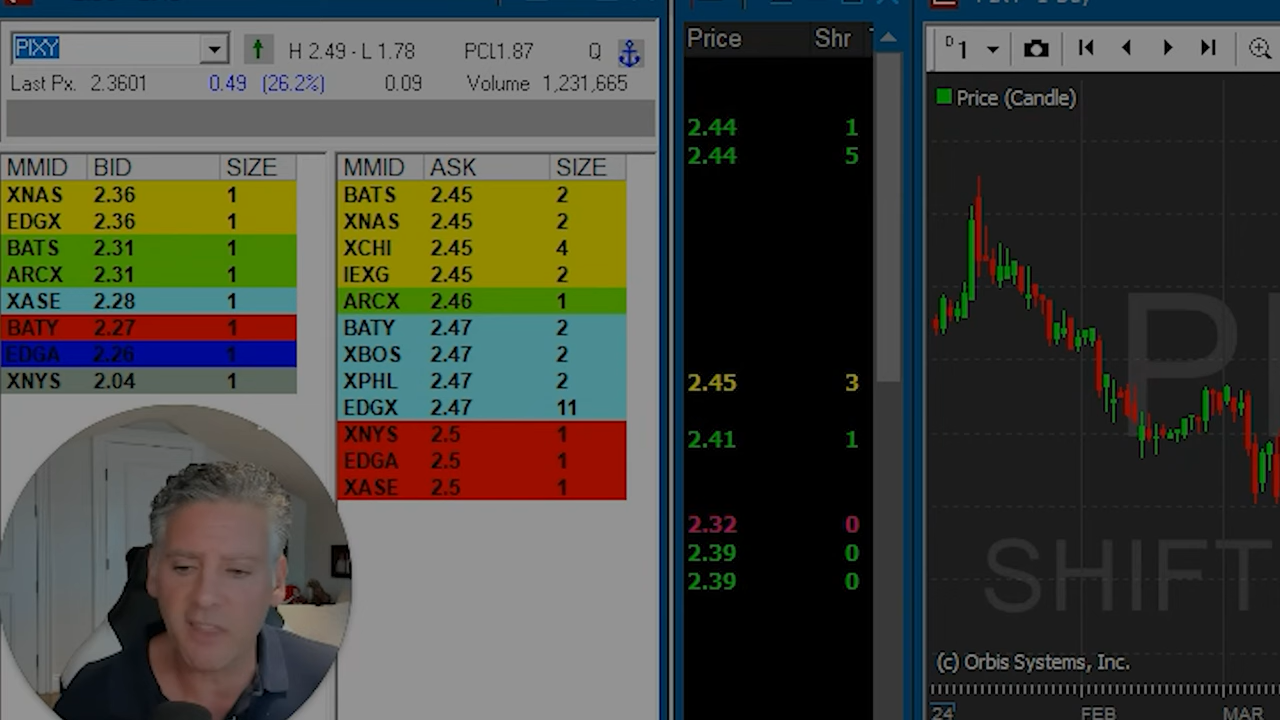 PIXY H 2.49 - L 1.78 PCL1.87 Q
Last Px. 2.3601 0.49 (26.2%) 0.09 Volume 1,231,665
MMID BID SIZE
XNAS 2.36 1
EDGX 2.36 1
BATS 2.31 1
ARCX 2.31 1
XASE 2.28 1
BATY 2.27 1
EDGA 2.26 1
XNYS 2.04 1
MMID ASK SIZE
BATS 2.45 2
XNAS 2.45 2
XCHI 2.45 4
IEXG 2.45 2
ARCX 2.46 1
BATY 2.47 2
XBOS 2.47 2
XPHL 2.47 2
EDGX 2.47 11
XNYS 2.5 1
EDGA 2.5 1
XASE 2.5 1
Price Shr
2.44 1
2.44 5
2.45 3
2.41 1
2.32 0
2.39 0
2.39 0
D 1
Price (Candle)
SHIFT
(c) Orbis Systems, Inc.
24 FEB MAR